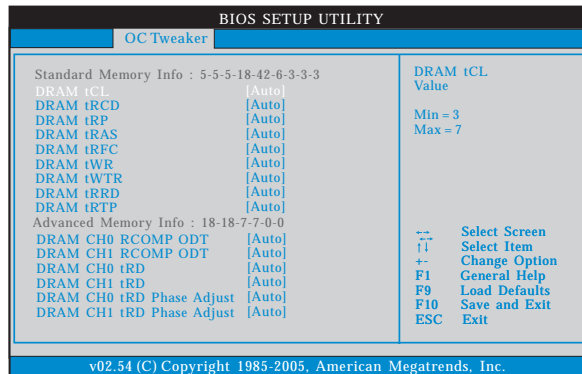 BIOS SETUP UTILITY
OC Tweaker
Standard Memory Info : 5-5-5-18-42-6-3-3-3
DRAM tCL [Auto]
DRAM tRCD [Auto]
DRAM tRP [Auto]
DRAM tRAS [Auto]
DRAM tRFC [Auto]
DRAM tWR [Auto]
DRAM tWTR [Auto]
DRAM tRRD [Auto]
DRAM tRTP [Auto]
Advanced Memory Info : 18-18-7-7-0-0
DRAM CH0 RCOMP ODT [Auto]
DRAM CH1 RCOMP ODT [Auto]
DRAM CH0 tRD [Auto]
DRAM CH1 tRD [Auto]
DRAM CH0 tRD Phase Adjust [Auto]
DRAM CH1 tRD Phase Adjust [Auto]
DRAM tCL
Value
Min = 3
Max = 7
←→ Select Screen
↑↓ Select Item
+- Change Option
F1 General Help
F9 Load Defaults
F10 Save and Exit
ESC Exit
v02.54 (C) Copyright 1985-2005, American Megatrends, Inc.